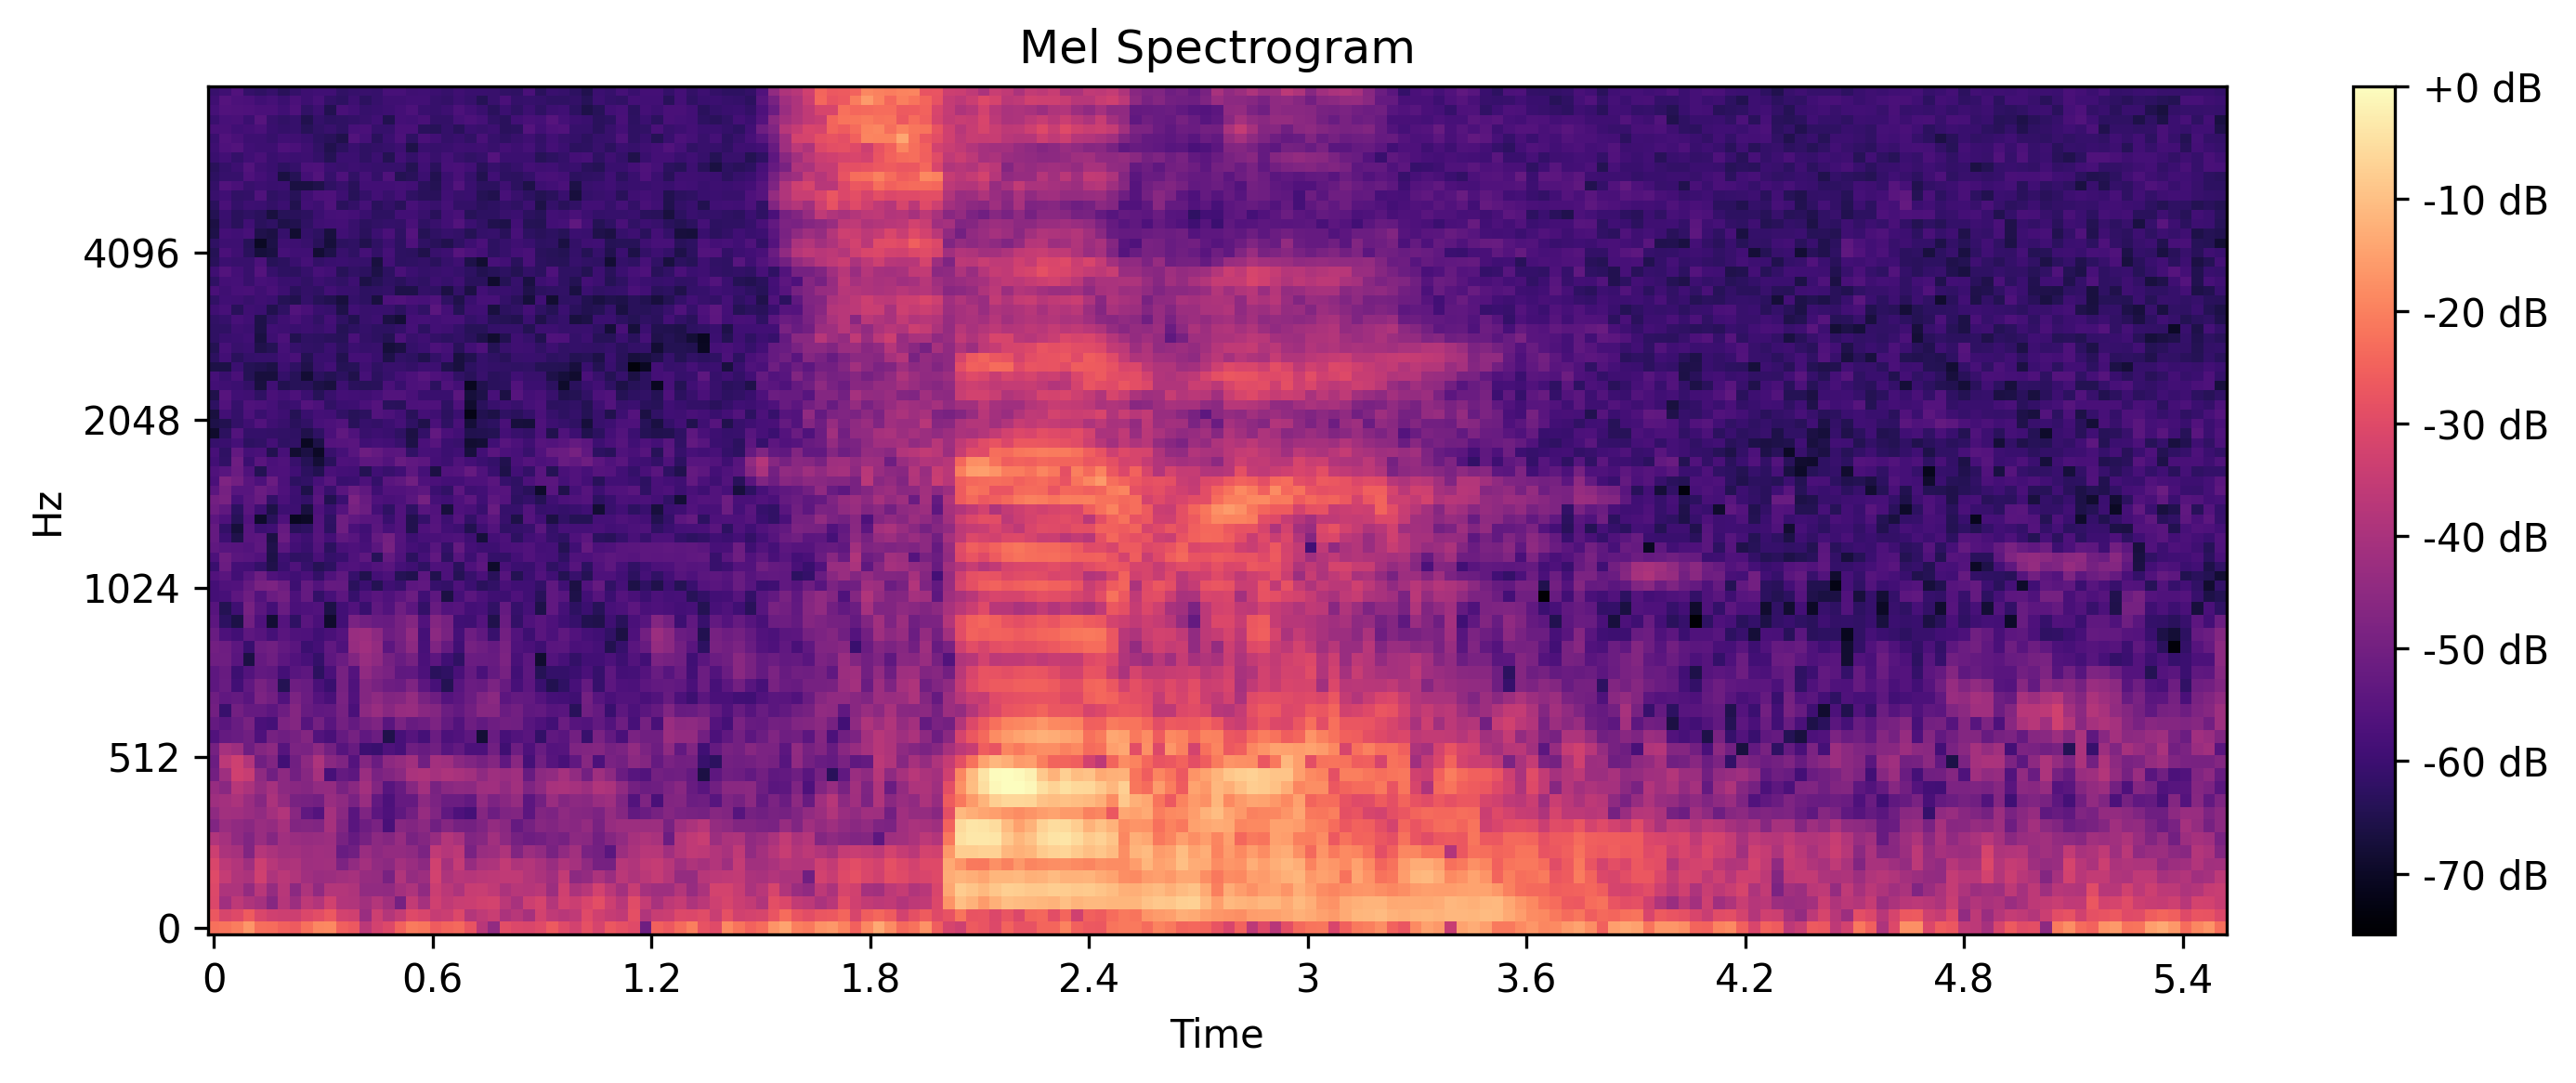 Mel Spectrogram
+0 dB
-10 dB
-20 dB
-30 dB
-40 dB
-50 dB
-60 dB
-70 dB
Hz
4096
2048
1024
512
0
0 0.6 1.2 1.8 2.4 3 3.6 4.2 4.8 5.4
Time